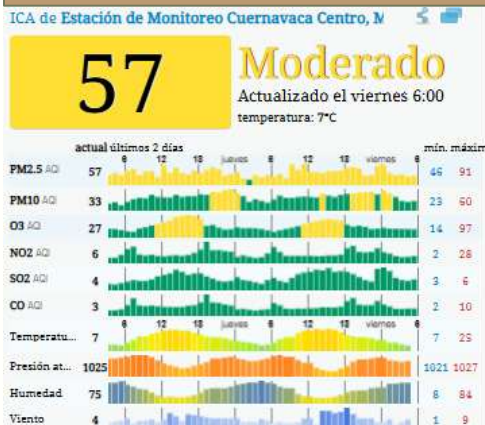 ICA de Estación de Monitoreo Cuernavaca Centro, M
57
Moderado
Actualizado el viernes 6:00
temperatura: 7°C
actual últimos 2 días mín. máxim
6 12 18 jueves 6 12 18 viernes 6
PM2.5 AQI 57 46 91
PM10 AQI 33 23 60
O3 AQI 27 14 97
NO2 AQI 6 2 28
SO2 AQI 4 3 6
CO AQI 3 2 10
6 12 18 jueves 6 12 18 viernes 6
Temperatu... 7 7 25
Presión at... 1025 1021 1027
Humedad 75 8 84
Viento 4 1 9